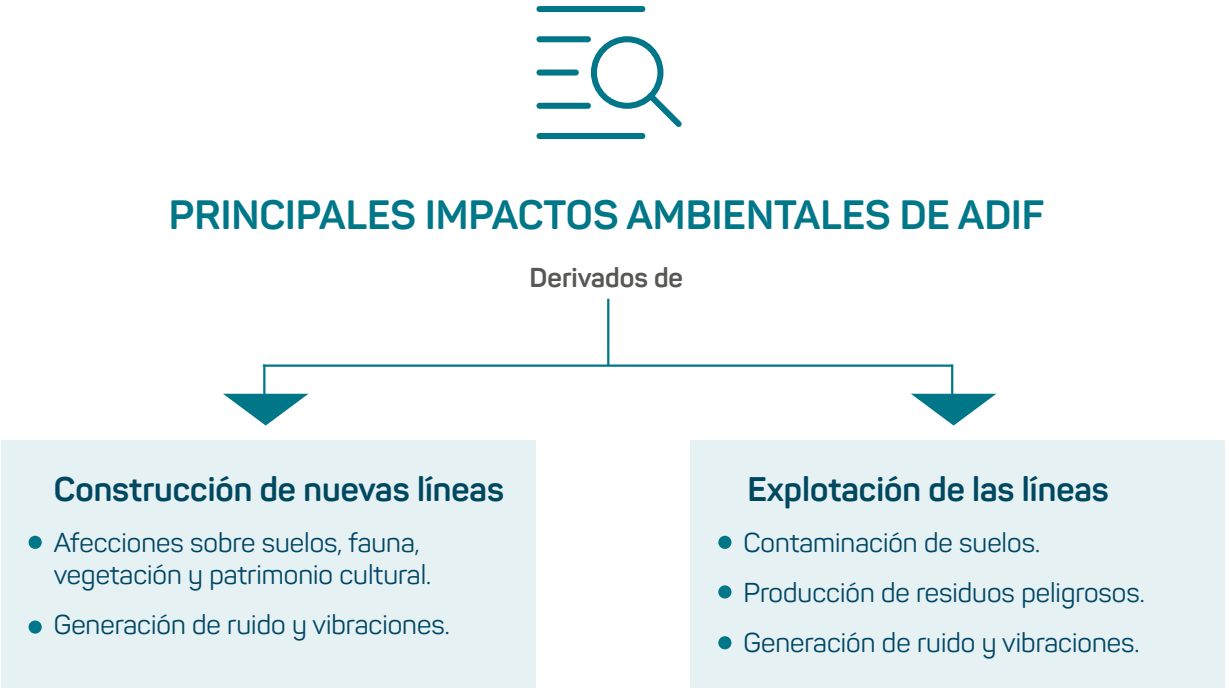 PRINCIPALES IMPACTOS AMBIENTALES DE ADIF
Derivados de
Construcción de nuevas líneas
Afecciones sobre suelos, fauna,
vegetación y patrimonio cultural.
Generación de ruido y vibraciones.
Explotación de las líneas
Contaminación de suelos.
Producción de residuos peligrosos.
Generación de ruido y vibraciones.